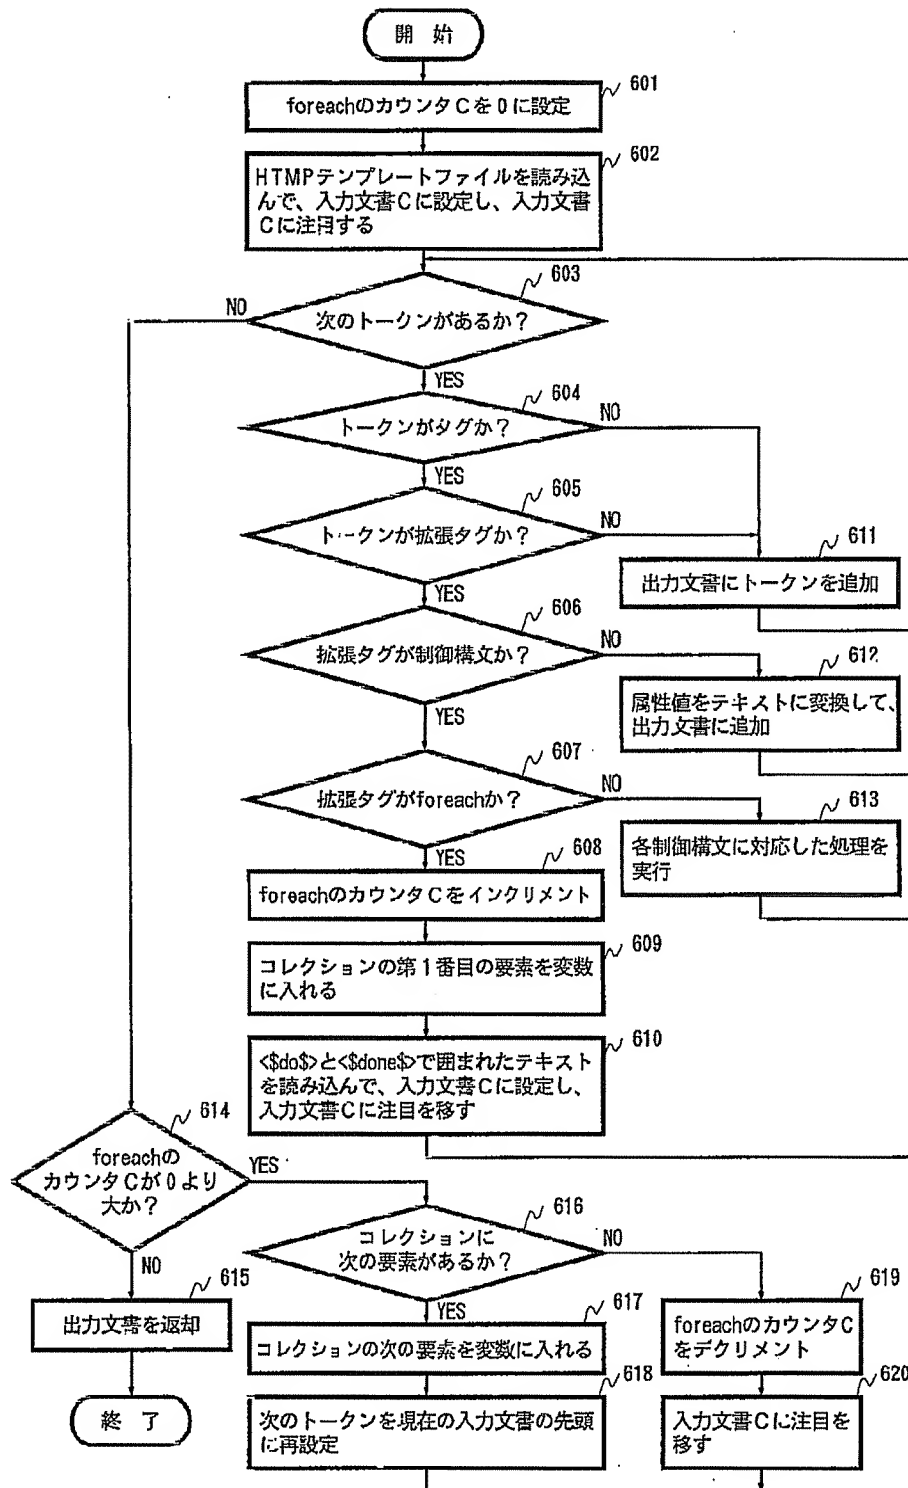 開 始
601
foreachのカウンタCを0に設定
602
HTMPテンプレートファイルを読み込
んで、入力文書Cに設定し、入力文書
Cに注目する
603
次のトークンがあるか?
NO
YES
604
トークンがタグか?
NO
YES
605
トークンが拡張タグか?
NO
YES
611
出力文書にトークンを追加
606
拡張タグが制御構文か?
NO
YES
612
属性値をテキストに変換して、
出力文書に追加
607
拡張タグがforeachか?
NO
YES
613
各制御構文に対応した処理を
実行
608
foreachのカウンタCをインクリメント
609
コレクションの第1番目の要素を変数
に入れる
610
<$do$>と<$done$>で囲まれたテキスト
を読み込んで、入力文書Cに設定し、
入力文書Cに注目を移す
614
foreachの
カウンタCが0より
大か?
YES
NO
615
出力文書を返却
終 了
616
コレクションに
次の要素があるか?
NO
YES
617
コレクションの次の要素を変数に入れる
618
次のトークンを現在の入力文書の先頭
に再設定
619
foreachのカウンタC
をデクリメント
620
入力文書Cに注目を
移す